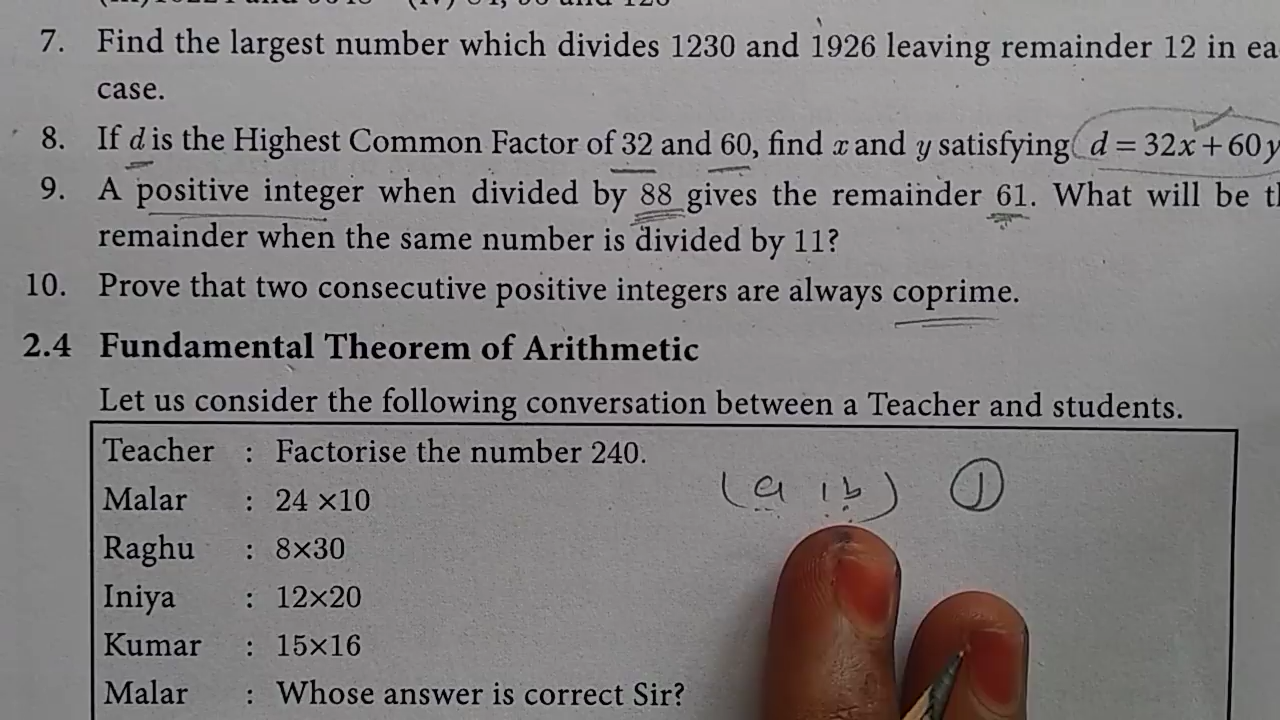 7. Find the largest number which divides 1230 and 1926 leaving remainder 12 in
case.
8. If d is the Highest Common Factor of 32 and 60, find x and y satisfying d = 32x + 60y
9. A positive integer when divided by 88 gives the remainder 61. What will be
remainder when the same number is divided by 11?
10. Prove that two consecutive positive integers are always coprime.
2.4 Fundamental Theorem of Arithmetic
Let us consider the following conversation between a Teacher and students.
Teacher : Factorise the number 240.
Malar : 24 ×10
(a, b) 1
Raghu : 8×30
Iniya : 12×20
Kumar : 15×16
Malar : Whose answer is correct Sir?